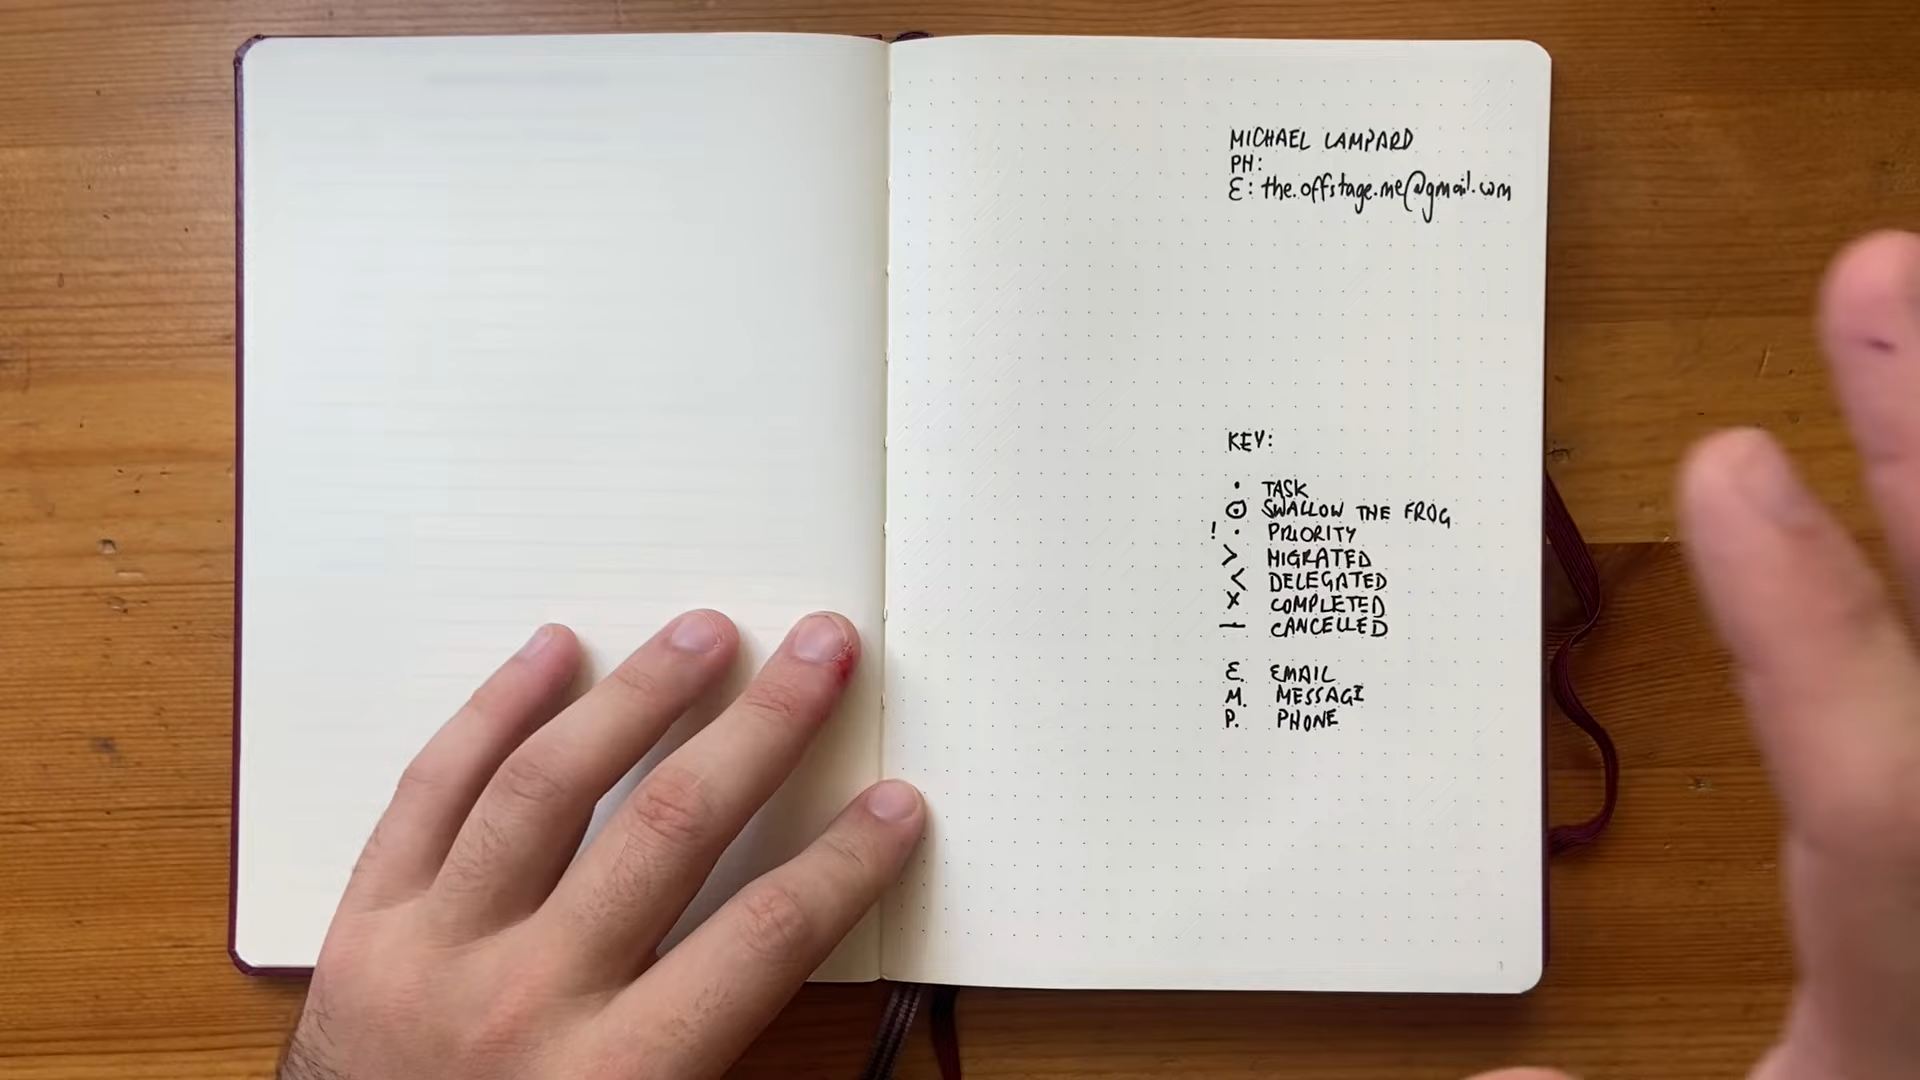 MICHAEL LAMPARD
PH:
E: the.offstage.me@gmail.com
KEY:
• TASK
⊙ SWALLOW THE FROG
! • PRIORITY
> MIGRATED
< DELEGATED
X COMPLETED
— CANCELLED
E. EMAIL
M. MESSAGE
P. PHONE
1